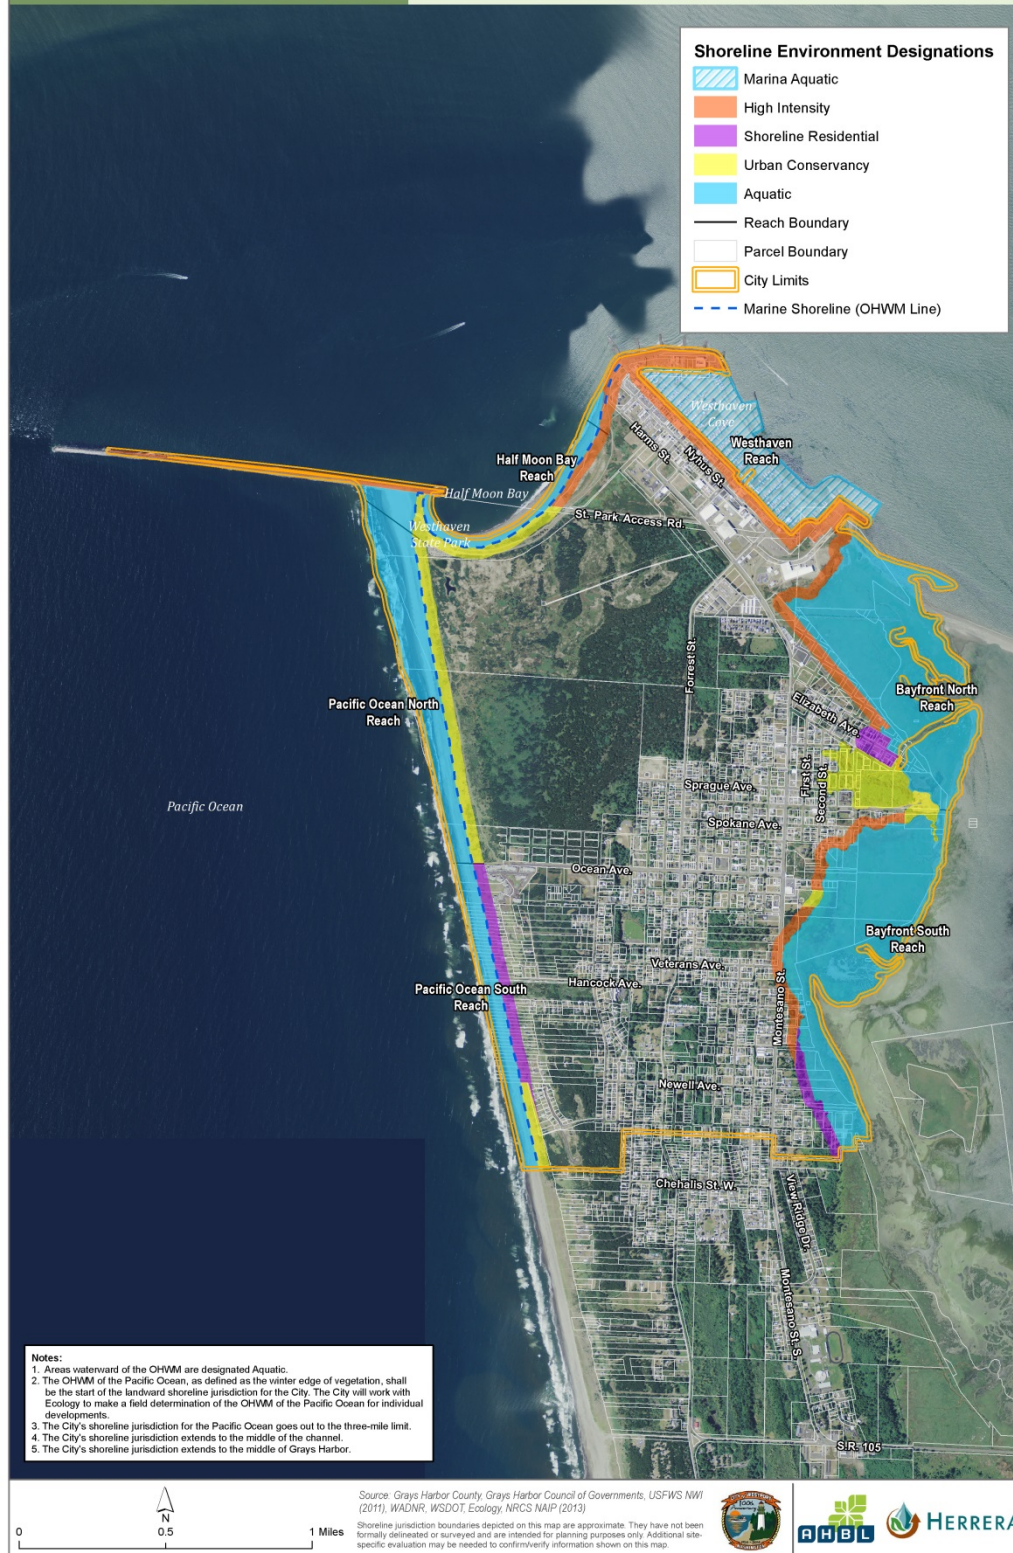 Shoreline Environment Designations
Marina Aquatic
High Intensity
Shoreline Residential
Urban Conservancy
Aquatic
Reach Boundary
Parcel Boundary
City Limits
Marine Shoreline (OHWM Line)
Westhaven
Cove
Westhaven
Reach
Harms St.
Nyhus St.
Half Moon Bay
Reach
Half Moon Bay
St. Park Access Rd.
Westhaven
State Park
Forrest St.
Pacific Ocean North
Reach
Bayfront North
Reach
Elizabeth Ave.
First St.
Second St.
Sprague Ave.
Pacific Ocean
Spokane Ave.
Ocean Ave.
Bayfront South
Reach
Veterans Ave.
Hancock Ave.
Pacific Ocean South
Reach
Montesano St.
Newell Ave.
Chehalis St. W.
View Ridge Dr.
Montesano St. S.
S.R. 105
Notes:
1. Areas waterward of the OHWM are designated Aquatic.
2. The OHWM of the Pacific Ocean, as defined as the winter edge of vegetation, shall
be the start of the landward shoreline jurisdiction for the City. The City will work with
Ecology to make a field determination of the OHWM of the Pacific Ocean for individual
developments.
3. The City's shoreline jurisdiction for the Pacific Ocean goes out to the three-mile limit.
4. The City's shoreline jurisdiction extends to the middle of the channel.
5. The City's shoreline jurisdiction extends to the middle of Grays Harbor.
N
0 0.5 1 Miles
Source: Grays Harbor County, Grays Harbor Council of Governments, USFWS NWI
(2011), WADNR, WSDOT, Ecology, NRCS NAIP (2013)
Shoreline jurisdiction boundaries depicted on this map are approximate. They have not been
formally delineated or surveyed and are intended for planning purposes only. Additional site-
specific evaluation may be needed to confirm/verify information shown on this map.
AHBL
HERRERA